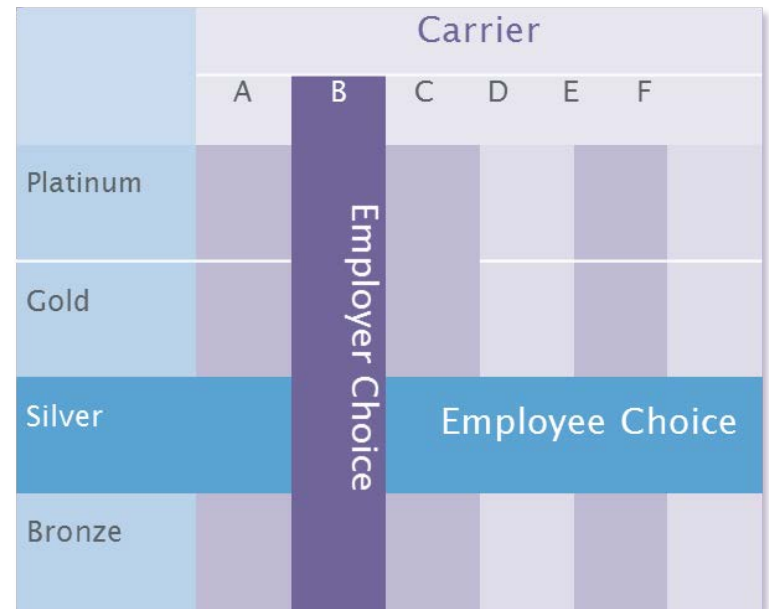 Carrier
A B C D E F
Platinum
Gold
Silver
Bronze
Employer Choice
Employee Choice